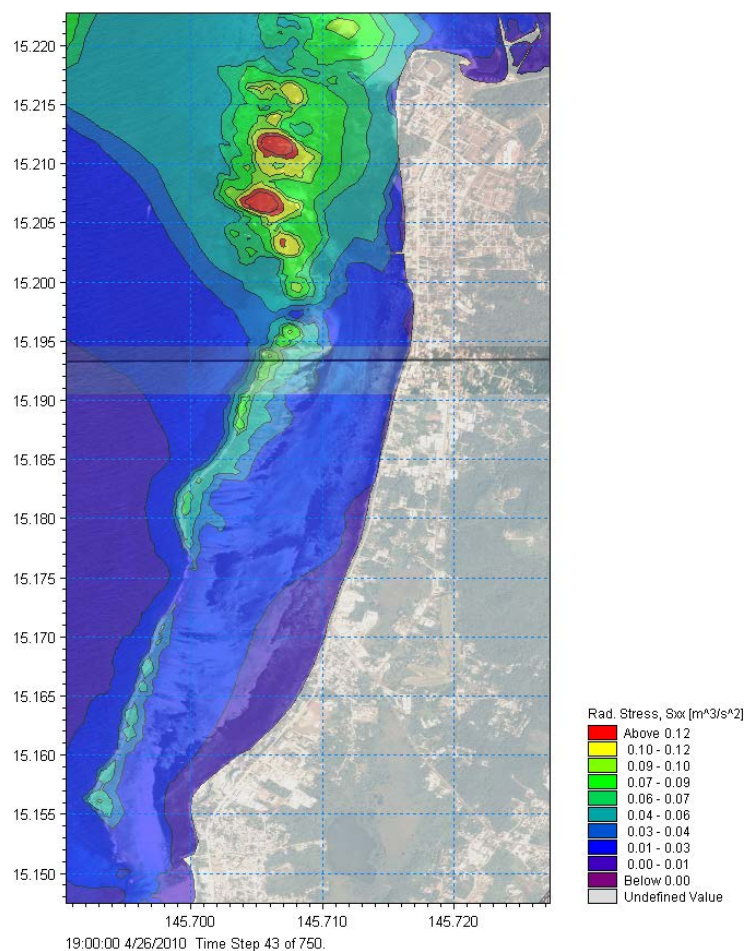 15.220
15.215
15.210
15.205
15.200
15.195
15.190
15.185
15.180
15.175
15.170
15.165
15.160
15.155
15.150
145.700 145.710 145.720
19:00:00 4/26/2010 Time Step 43 of 750.
Rad. Stress, Sxx [m^3/s^2]
Above 0.12
0.10 - 0.12
0.09 - 0.10
0.07 - 0.09
0.06 - 0.07
0.04 - 0.06
0.03 - 0.04
0.01 - 0.03
0.00 - 0.01
Below 0.00
Undefined Value